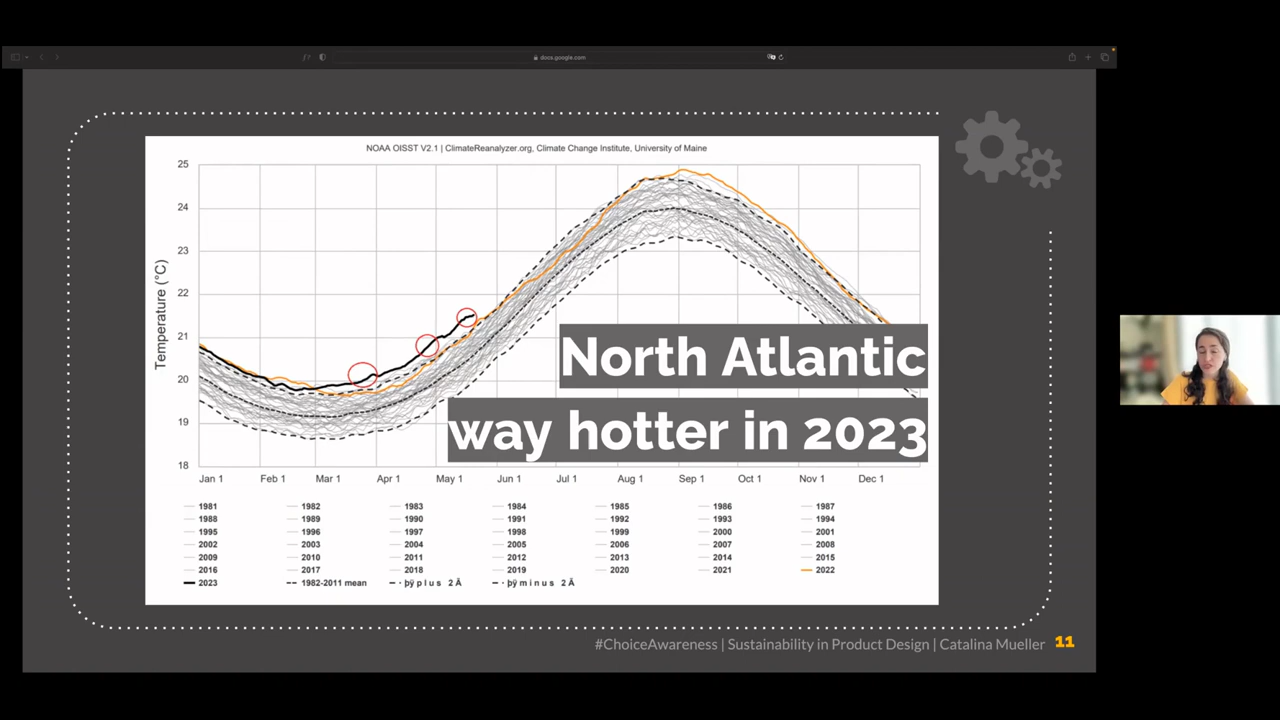 docs.google.com
NOAA OISST V2.1 | ClimateReanalyzer.org, Climate Change Institute, University of Maine
Temperature (°C)
25
24
23
22
21
20
19
18
North Atlantic
way hotter in 2023
Jan 1 Feb 1 Mar 1 Apr 1 May 1 Jun 1 Jul 1 Aug 1 Sep 1 Oct 1 Nov 1 Dec 1
1981 1982 1983 1984 1985 1986 1987
1988 1989 1990 1991 1992 1993 1994
1995 1996 1997 1998 1999 2000 2001
2002 2003 2004 2005 2006 2007 2008
2009 2010 2011 2012 2013 2014 2015
2016 2017 2018 2019 2020 2021 2022
2023 1982-2011 mean þÿ plus 2 Ã þÿ minus 2 Ã
#ChoiceAwareness | Sustainability in Product Design | Catalina Mueller 11